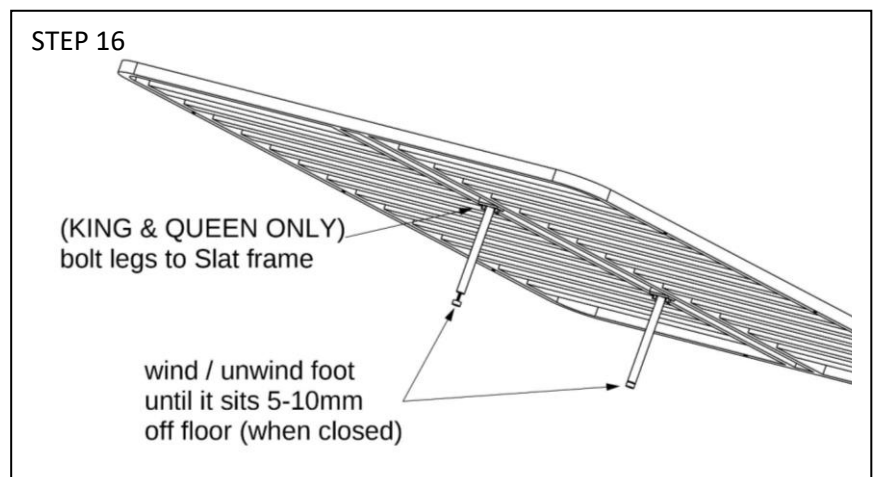 STEP 16
(KING & QUEEN ONLY)
bolt legs to Slat frame
wind / unwind foot
until it sits 5-10mm
off floor (when closed)